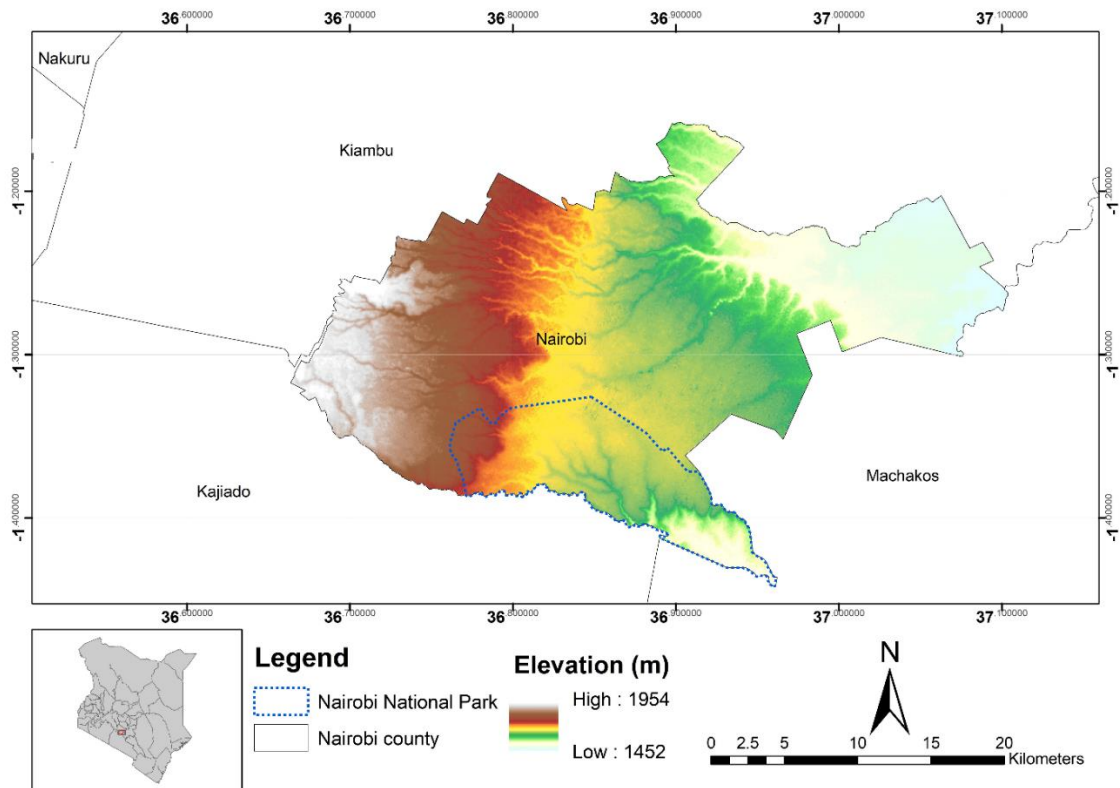 36.600000 36.700000 36.800000 36.900000 37.000000 37.100000
Nakuru
Kiambu
-1.200000 -1.200000
Nairobi
-1.300000 -1.300000
Machakos
Kajiado
-1.400000 -1.400000
36.600000 36.700000 36.800000 36.900000 37.000000 37.100000
Legend
Nairobi National Park
Nairobi county
Elevation (m)
High : 1954
Low : 1452
N
0 2.5 5 10 15 20
Kilometers